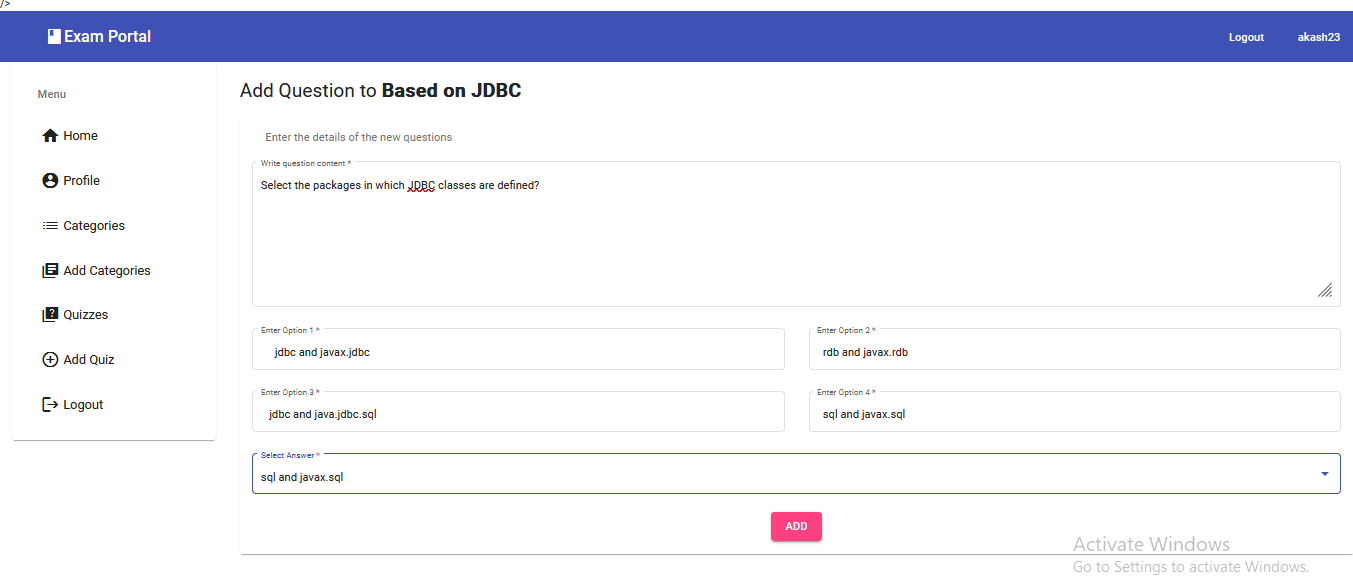 />
Exam Portal
Logout
akash23
Menu
Home
Profile
Categories
Add Categories
Quizzes
Add Quiz
Logout
Add Question to Based on JDBC
Enter the details of the new questions
Write question content *
Select the packages in which JDBC classes are defined?
Enter Option 1 *
jdbc and javax.jdbc
Enter Option 2 *
rdb and javax.rdb
Enter Option 3 *
jdbc and java.jdbc.sql
Enter Option 4 *
sql and javax.sql
Select Answer *
sql and javax.sql
ADD
Activate Windows
Go to Settings to activate Windows.